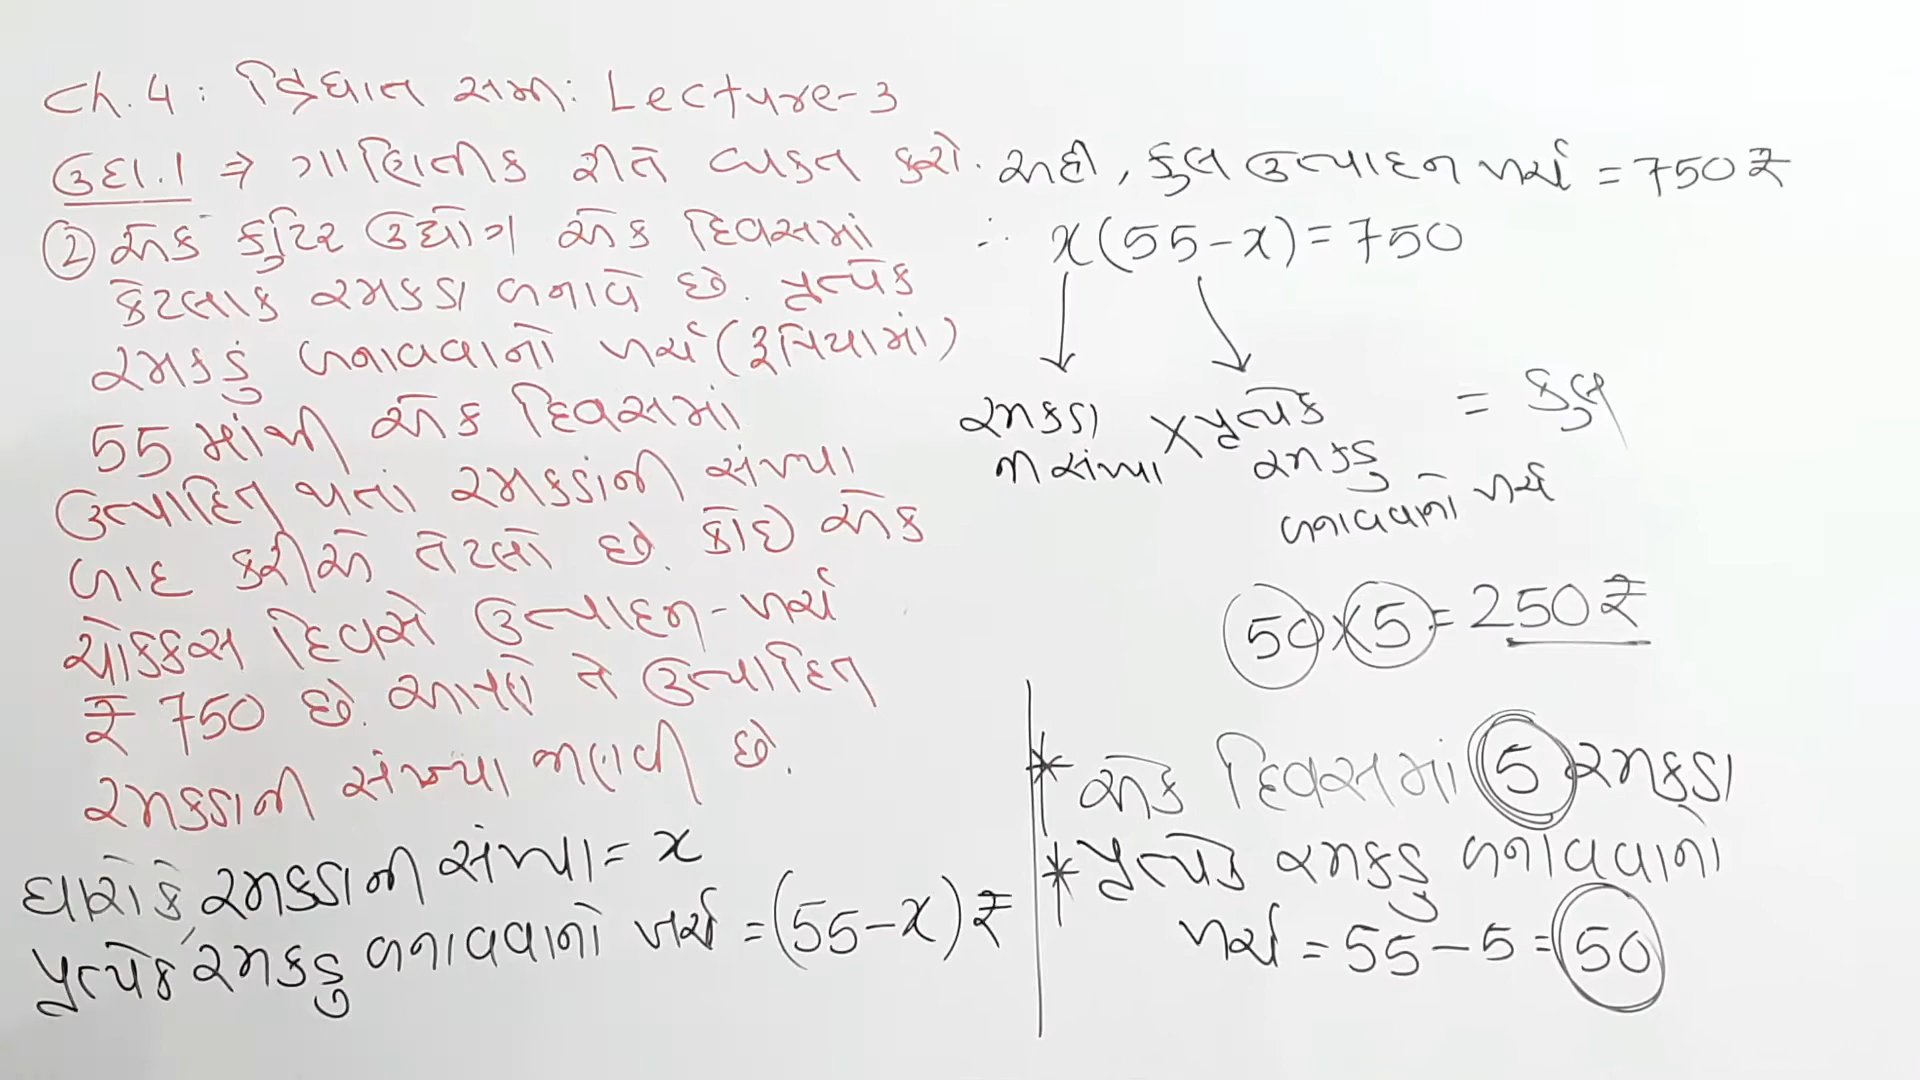 Ch. 4 : દ્વિઘાત સમી: Lecture-3
ઉદા.1 ⇒ ગાણિતીક રીતે વ્યક્ત કરો.
② એક કુટિર ઉદ્યોગ એક દિવસમાં
કેટલાક રમકડા બનાવે છે. પ્રત્યેક
રમકડું બનાવવાનો ખર્ચ (રૂપિયામાં)
55 માંથી એક દિવસમાં
ઉત્પાદિત થતાં રમકડાંની સંખ્યા
બાદ કરીએ તેટલો છે. કોઇ એક
ચોક્કસ દિવસે ઉત્પાદન-ખર્ચ
₹ 750 છે. આપણે તે ઉત્પાદિત
રમકડાની સંખ્યા જાણવી છે.
ધારો કે, રમકડાની સંખ્યા = x
પ્રત્યેક રમકડુ બનાવવાનો ખર્ચ = (55-x) ₹
અહી, કુલ ઉત્પાદન ખર્ચ = 750 ₹
∴ x(55-x) = 750
રમકડા × પ્રત્યેક = કુલ
ની સંખ્યા રમકડુ ખર્ચ
બનાવવાનો
50 × 5 = 250 ₹
* એક દિવસમાં 5 રમકડા
* પ્રત્યેક રમકડુ બનાવવાનો
ખર્ચ = 55 - 5 = 50